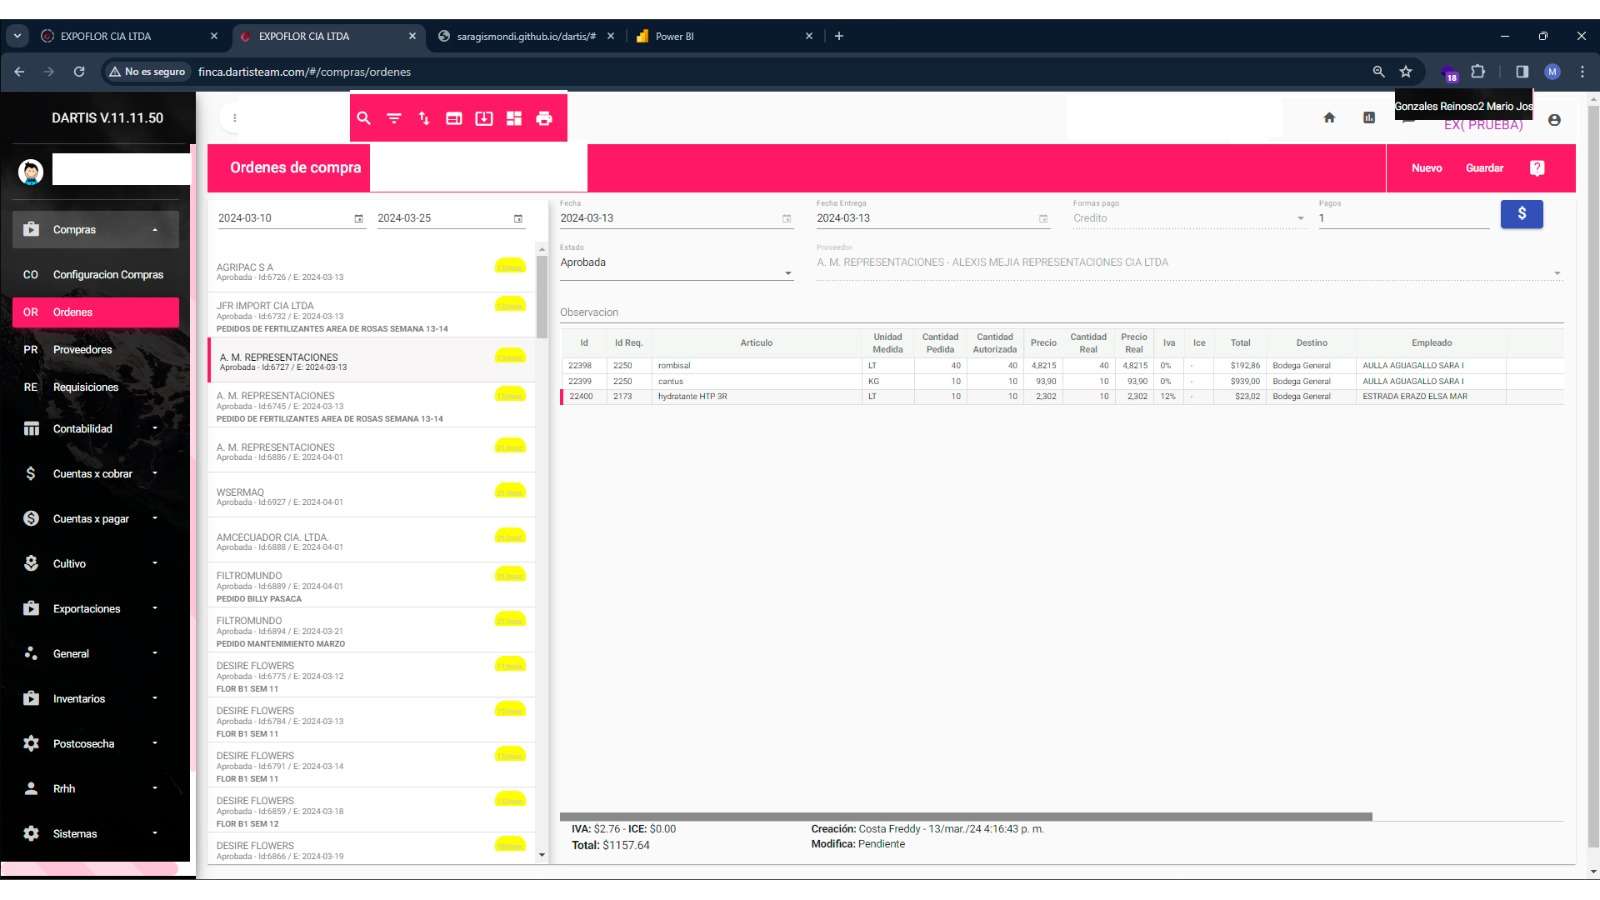 EXPOFLOR CIA LTDA
EXPOFLOR CIA LTDA
saragismondi.github.io/dartis/#
Power BI
No es seguro
finca.dartisteam.com/#/compras/ordenes
18
M
DARTIS V.11.11.50
Gonzales Reinoso2 Mario Jos
EX( PRUEBA)
Ordenes de compra
Nuevo
Guardar
?
Compras
CO Configuracion Compras
OR Ordenes
PR Proveedores
RE Requisiciones
Contabilidad
$ Cuentas x cobrar
$ Cuentas x pagar
Cultivo
Exportaciones
General
Inventarios
Postcosecha
Rrhh
Sistemas
2024-03-10
2024-03-25
AGRIPAC S A
Aprobada - Id:6726 / E: 2024-03-13
JFR IMPORT CIA LTDA
Aprobada - Id:6732 / E: 2024-03-13
PEDIDOS DE FERTILIZANTES AREA DE ROSAS SEMANA 13-14
A. M. REPRESENTACIONES
Aprobada - Id:6727 / E: 2024-03-13
A. M. REPRESENTACIONES
Aprobada - Id:6745 / E: 2024-03-13
PEDIDO DE FERTILIZANTES AREA DE ROSAS SEMANA 13-14
A. M. REPRESENTACIONES
Aprobada - Id:6886 / E: 2024-04-01
WSERMAQ
Aprobada - Id:6927 / E: 2024-04-01
AMCECUADOR CIA. LTDA.
Aprobada - Id:6888 / E: 2024-04-01
FILTROMUNDO
Aprobada - Id:6889 / E: 2024-04-01
PEDIDO BILLY PASACA
FILTROMUNDO
Aprobada - Id:6894 / E: 2024-03-21
PEDIDO MANTENIMIENTO MARZO
DESIRE FLOWERS
Aprobada - Id:6775 / E: 2024-03-12
FLOR B1 SEM 11
DESIRE FLOWERS
Aprobada - Id:6784 / E: 2024-03-13
FLOR B1 SEM 11
DESIRE FLOWERS
Aprobada - Id:6791 / E: 2024-03-14
FLOR B1 SEM 11
DESIRE FLOWERS
Aprobada - Id:6859 / E: 2024-03-18
FLOR B1 SEM 12
DESIRE FLOWERS
Aprobada - Id:6866 / E: 2024-03-19
Fecha
2024-03-13
Fecha Entrega
2024-03-13
Formas pago
Credito
Pagos
1
$
Estado
Aprobada
Proveedor
A. M. REPRESENTACIONES - ALEXIS MEJIA REPRESENTACIONES CIA LTDA
Observacion
Id Id Req. Articulo Unidad Medida Cantidad Pedida Cantidad Autorizada Precio Cantidad Real Precio Real Iva Ice Total Destino Empleado
22398 2250 rombisal LT 40 40 4,8215 40 4,8215 0% - $192,86 Bodega General AULLA AGUAGALLO SARA I
22399 2250 cantus KG 10 10 93,90 10 93,90 0% - $939,00 Bodega General AULLA AGUAGALLO SARA I
22400 2173 hydratante HTP 3R LT 10 10 2,302 10 2,302 12% - $23,02 Bodega General ESTRADA ERAZO ELSA MAR
IVA: $2.76 - ICE: $0.00
Total: $1157.64
Creación: Costa Freddy - 13/mar./24 4:16:43 p. m.
Modifica: Pendiente